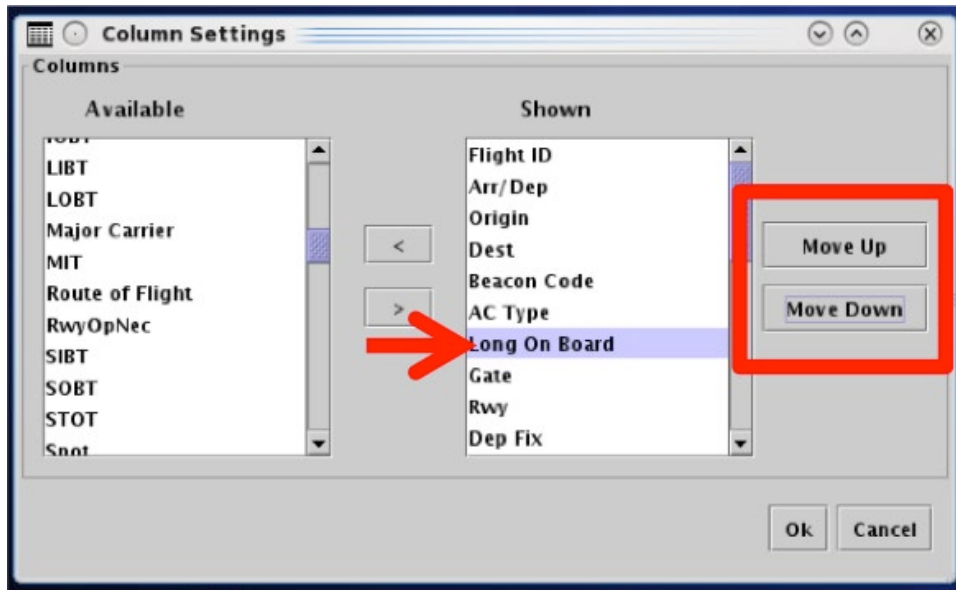 Column Settings
Columns
Available
Shown
LIBT
LOBT
Major Carrier
MIT
Route of Flight
RwyOpNec
SIBT
SOBT
STOT
Spot
<
>
Flight ID
Arr/Dep
Origin
Dest
Beacon Code
AC Type
Long On Board
Gate
Rwy
Dep Fix
Move Up
Move Down
Ok
Cancel